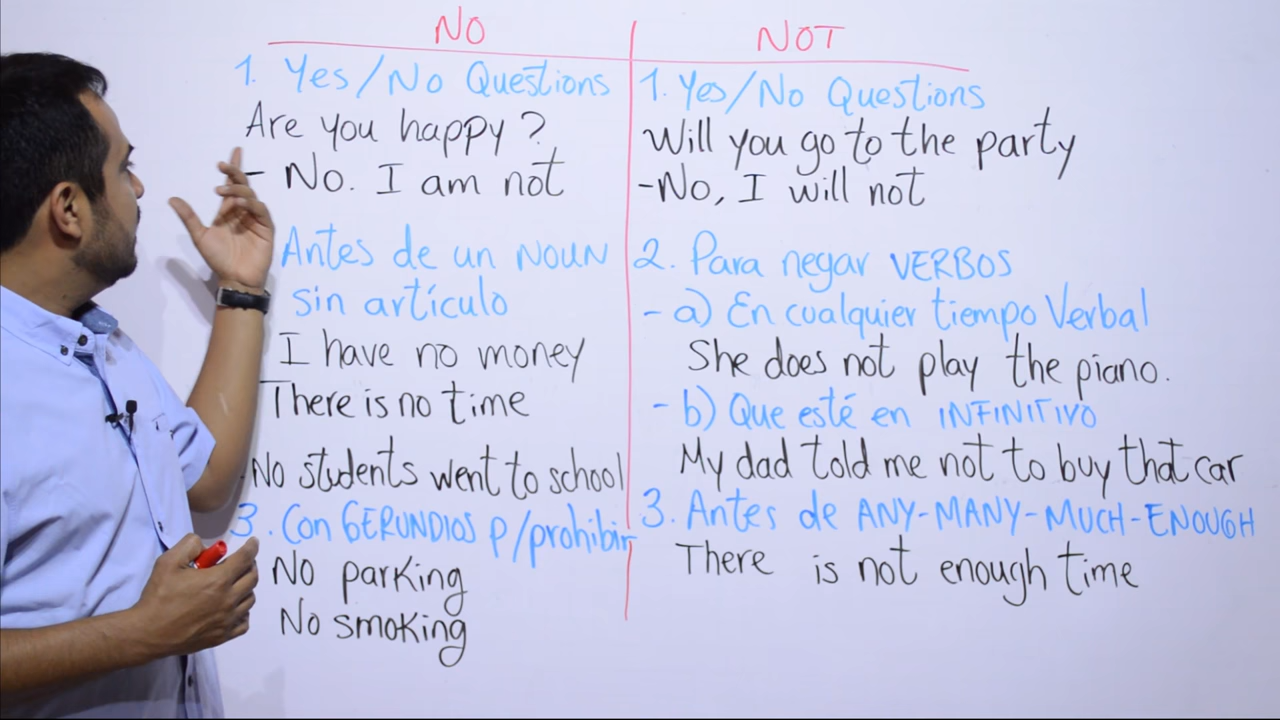 NO
1. Yes/No Questions
Are you happy?
- No. I am not
Antes de un NOUN
sin artículo
I have no money
There is no time
No students went to school
3. Con GERUNDIOS p/prohibir
No parking
No smoking
NOT
1. Yes/No Questions
Will you go to the party
-No, I will not
2. Para negar VERBOS
- a) En cualquier tiempo Verbal
She does not play the piano.
- b) Que esté en INFINITIVO
My dad told me not to buy that car
3. Antes de ANY-MANY-MUCH-ENOUGH
There is not enough time